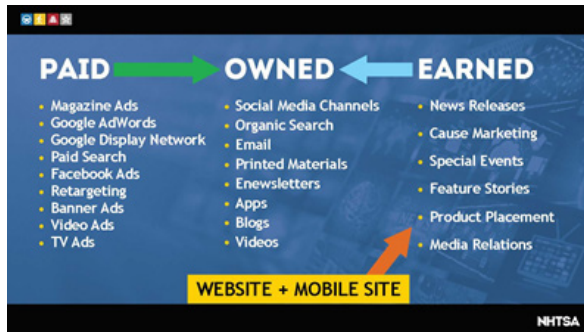 PAID
OWNED
EARNED
• Magazine Ads
• Google AdWords
• Google Display Network
• Paid Search
• Facebook Ads
• Retargeting
• Banner Ads
• Video Ads
• TV Ads
• Social Media Channels
• Organic Search
• Email
• Printed Materials
• Enewsletters
• Apps
• Blogs
• Videos
• News Releases
• Cause Marketing
• Special Events
• Feature Stories
• Product Placement
• Media Relations
WEBSITE + MOBILE SITE
NHTSA